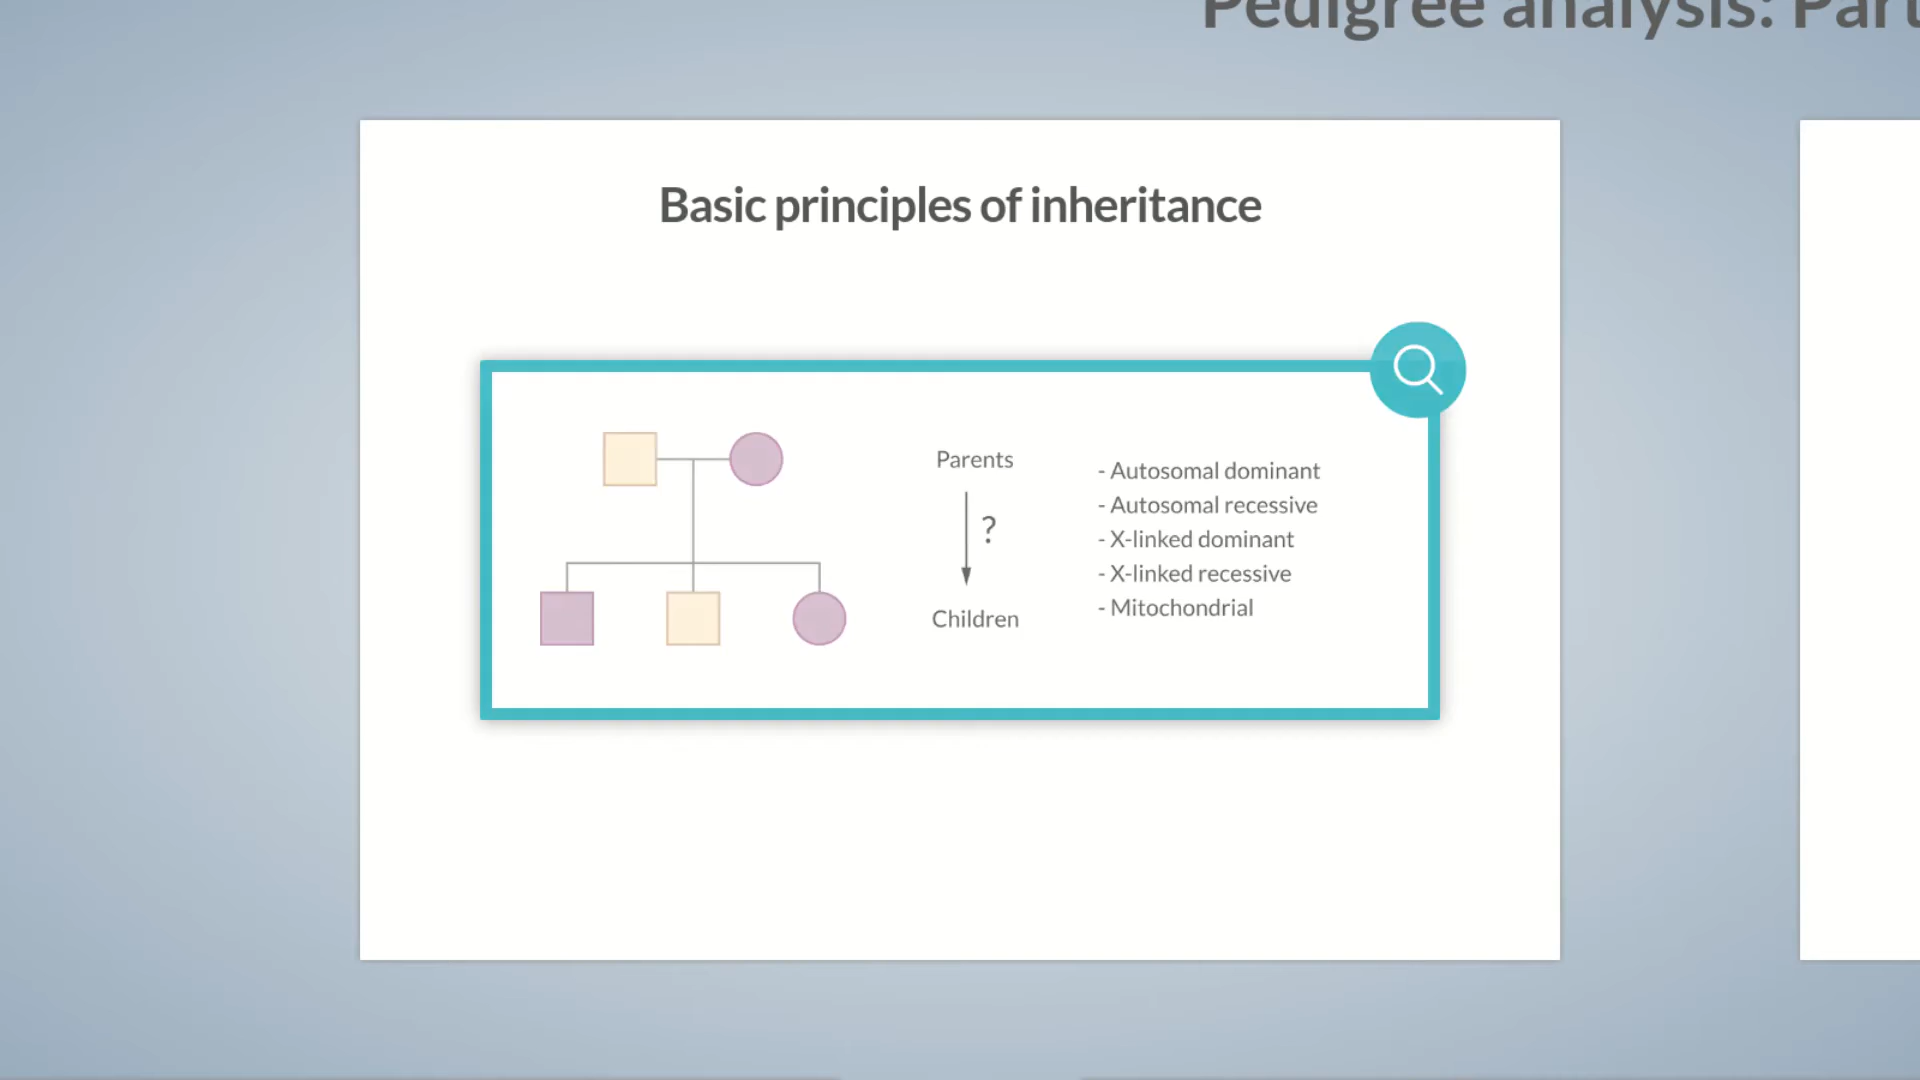 Pedigree analysis: Part
Basic principles of inheritance
Parents
?
Children
- Autosomal dominant
- Autosomal recessive
- X-linked dominant
- X-linked recessive
- Mitochondrial